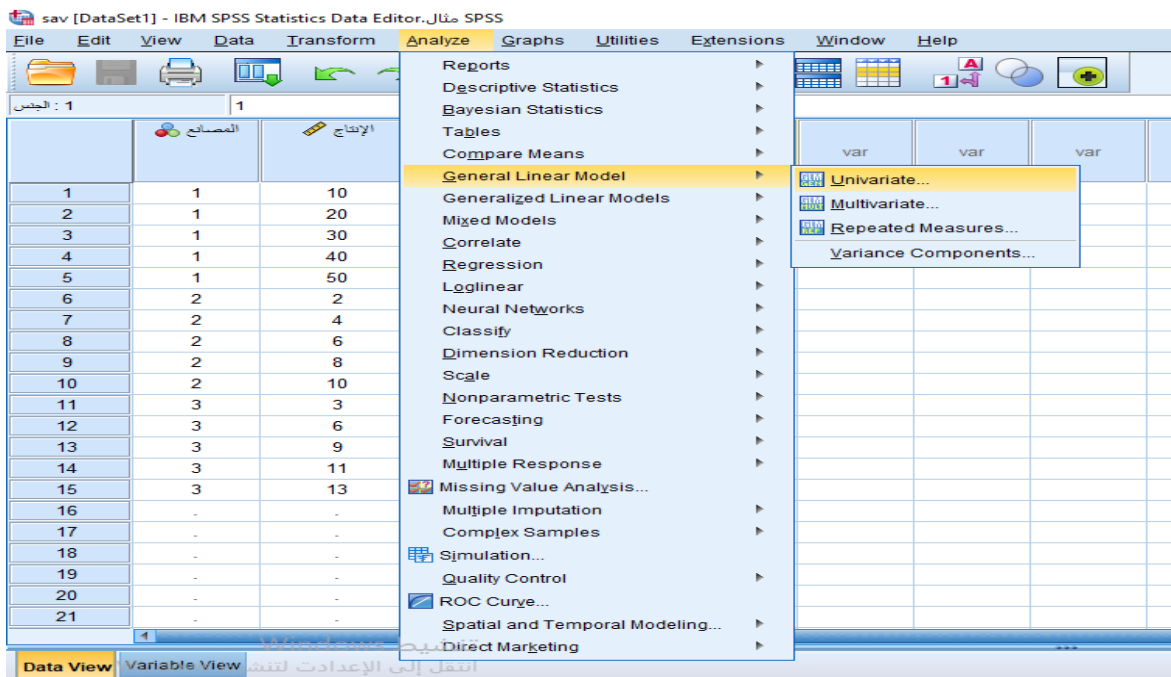 sav [DataSet1] - IBM SPSS Statistics Data Editor.مثال SPSS
File Edit View Data Transform Analyze Graphs Utilities Extensions Window Help
1 : الجنس 1
المصانع الإنتاج var var var
1 1 10
2 1 20
3 1 30
4 1 40
5 1 50
6 2 2
7 2 4
8 2 6
9 2 8
10 2 10
11 3 3
12 3 6
13 3 9
14 3 11
15 3 13
16 . .
17 . .
18 . .
19 . .
20 . .
21 . .
Reports
Descriptive Statistics
Bayesian Statistics
Tables
Compare Means
General Linear Model
Generalized Linear Models
Mixed Models
Correlate
Regression
Loglinear
Neural Networks
Classify
Dimension Reduction
Scale
Nonparametric Tests
Forecasting
Survival
Multiple Response
Missing Value Analysis...
Multiple Imputation
Complex Samples
Simulation...
Quality Control
ROC Curve...
Spatial and Temporal Modeling...
Direct Marketing
Univariate...
Multivariate...
Repeated Measures...
Variance Components...
تنشيط Windows
انتقل إلى الإعدادات لتنش
Data View Variable View